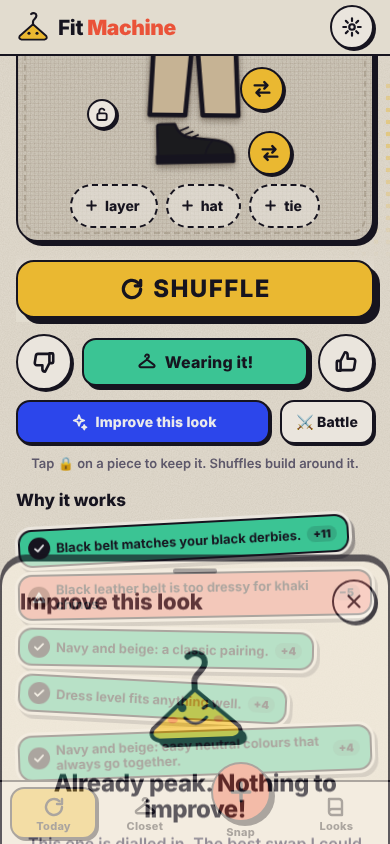 Fit Machine
+ layer
+ hat
+ tie
SHUFFLE
Wearing it!
Improve this look
⚔️ Battle
Tap 🔒 on a piece to keep it. Shuffles build around it.
Why it works
Black belt matches your black derbies. +11
Black leather belt is too dressy for khaki
Improve this look
Navy and beige: a classic pairing. +4
Dress level fits anything well. +4
Navy and beige: easy neutral colours that
always go together. +4
Already peak. Nothing to
improve!
Today
Closet
Snap
Looks
This one is dialled in. The best swap I could